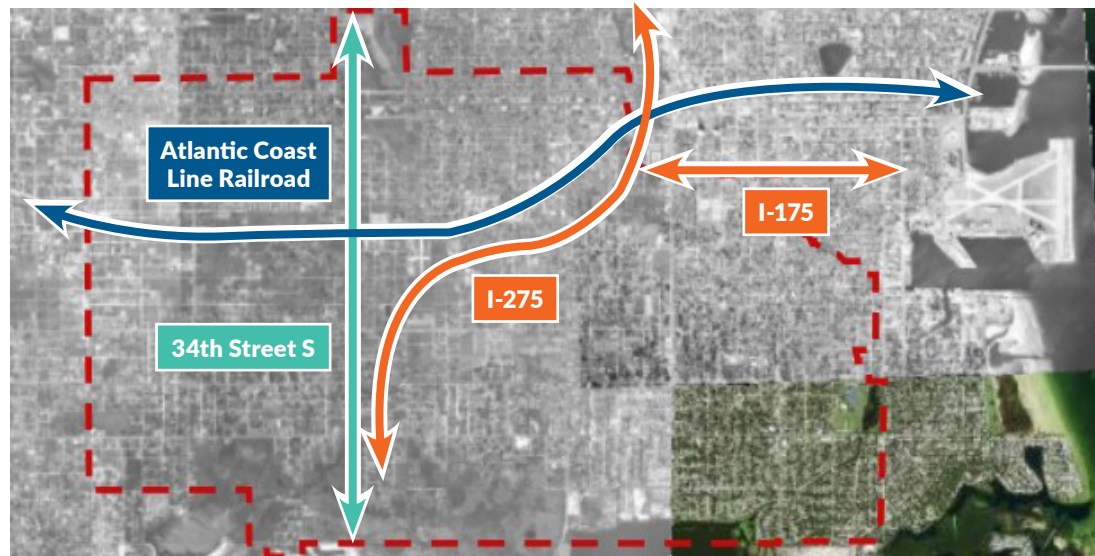 Atlantic Coast
Line Railroad
I-175
I-275
34th Street S